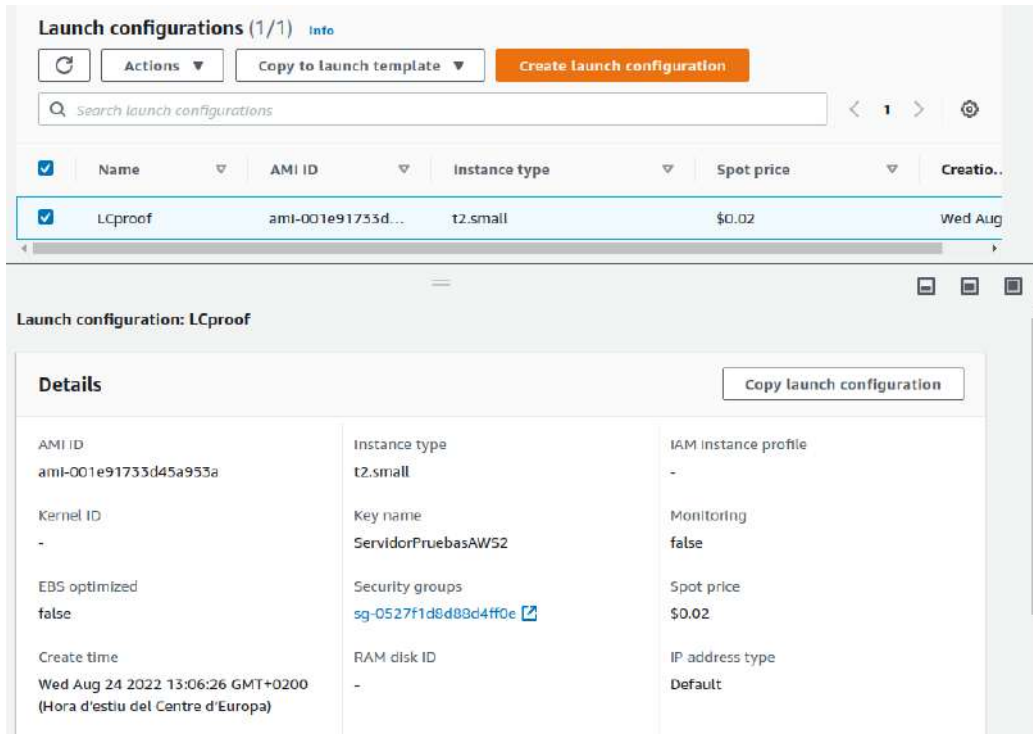 Launch configurations (1/1) Info
Actions ▼ Copy to launch template ▼ Create launch configuration
Search launch configurations < 1 >
Name AMI ID Instance type Spot price Creatio..
LCproof ami-001e91733d... t2.small $0.02 Wed Aug
Launch configuration: LCproof
Details Copy launch configuration
AMI ID Instance type IAM instance profile
ami-001e91733d45a953a t2.small -
Kernel ID Key name Monitoring
- ServidorPruebasAWS2 false
EBS optimized Security groups Spot price
false sg-0527f1d8d88d4ff0e $0.02
Create time RAM disk ID IP address type
Wed Aug 24 2022 13:06:26 GMT+0200 - Default
(Hora d'estiu del Centre d'Europa)